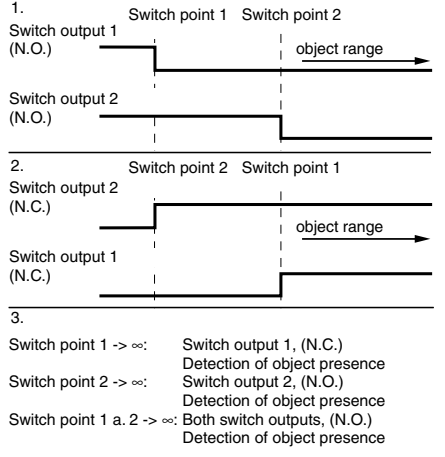 1.
Switch point 1 Switch point 2
Switch output 1
(N.O.)
object range
Switch output 2
(N.O.)
2.
Switch point 2 Switch point 1
Switch output 2
(N.C.)
object range
Switch output 1
(N.C.)
3.
Switch point 1 -> ∞: Switch output 1, (N.C.)
Detection of object presence
Switch point 2 -> ∞: Switch output 2, (N.O.)
Detection of object presence
Switch point 1 a. 2 -> ∞: Both switch outputs, (N.O.)
Detection of object presence